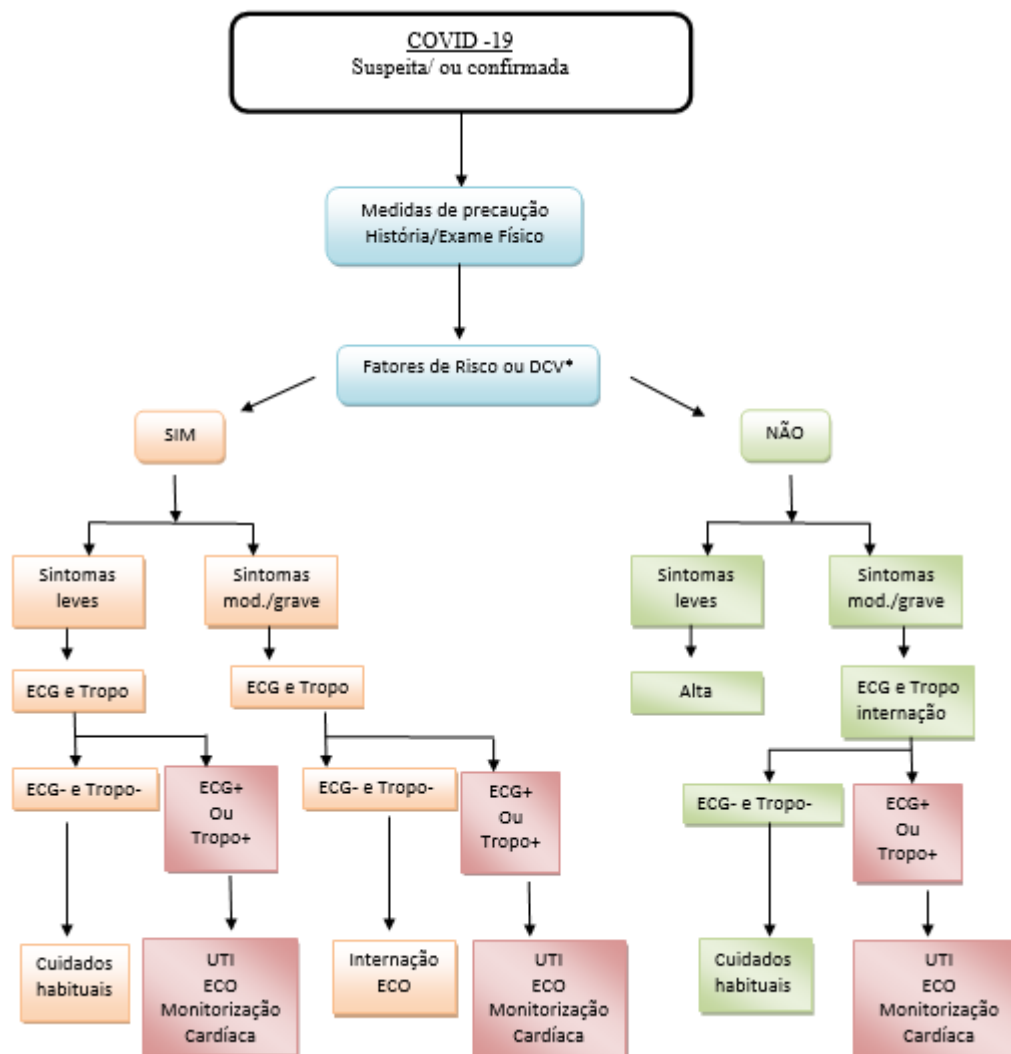 COVID -19
Suspeita/ ou confirmada
Medidas de precaução
História/Exame Físico
Fatores de Risco ou DCV*
SIM
NÃO
Sintomas
leves
Sintomas
mod./grave
Sintomas
leves
Sintomas
mod./grave
ECG e Tropo
ECG e Tropo
Alta
ECG e Tropo
internação
ECG- e Tropo-
ECG+
Ou
Tropo+
ECG- e Tropo-
ECG+
Ou
Tropo+
ECG- e Tropo-
ECG+
Ou
Tropo+
Cuidados
habituais
UTI
ECO
Monitorização
Cardíaca
Internação
ECO
UTI
ECO
Monitorização
Cardíaca
Cuidados
habituais
UTI
ECO
Monitorização
Cardíaca